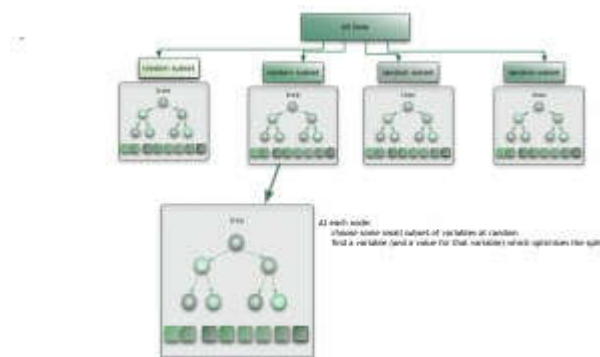 All Data
random subset
random subset
random subset
random subset
tree
tree
tree
tree
tree
At each node:
choose some small subset of variables at random
find a variable (and a value for that variable) which optimizes the split